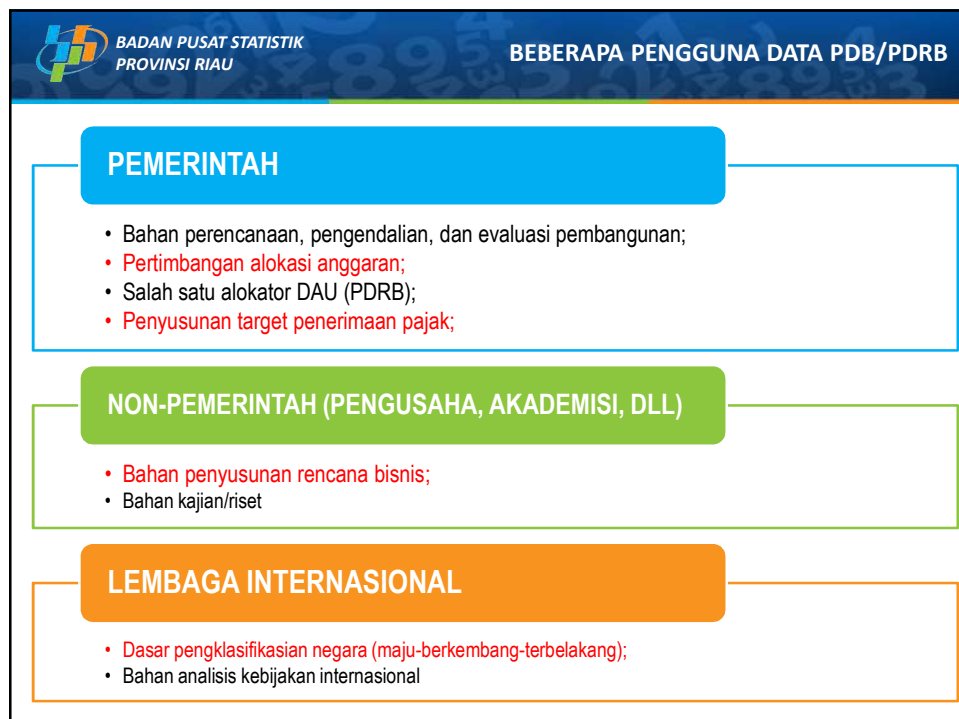 BADAN PUSAT STATISTIK
PROVINSI RIAU
BEBERAPA PENGGUNA DATA PDB/PDRB
PEMERINTAH
• Bahan perencanaan, pengendalian, dan evaluasi pembangunan;
• Pertimbangan alokasi anggaran;
• Salah satu alokator DAU (PDRB);
• Penyusunan target penerimaan pajak;
NON-PEMERINTAH (PENGUSAHA, AKADEMISI, DLL)
• Bahan penyusunan rencana bisnis;
• Bahan kajian/riset
LEMBAGA INTERNASIONAL
• Dasar pengklasifikasian negara (maju-berkembang-terbelakang);
• Bahan analisis kebijakan internasional